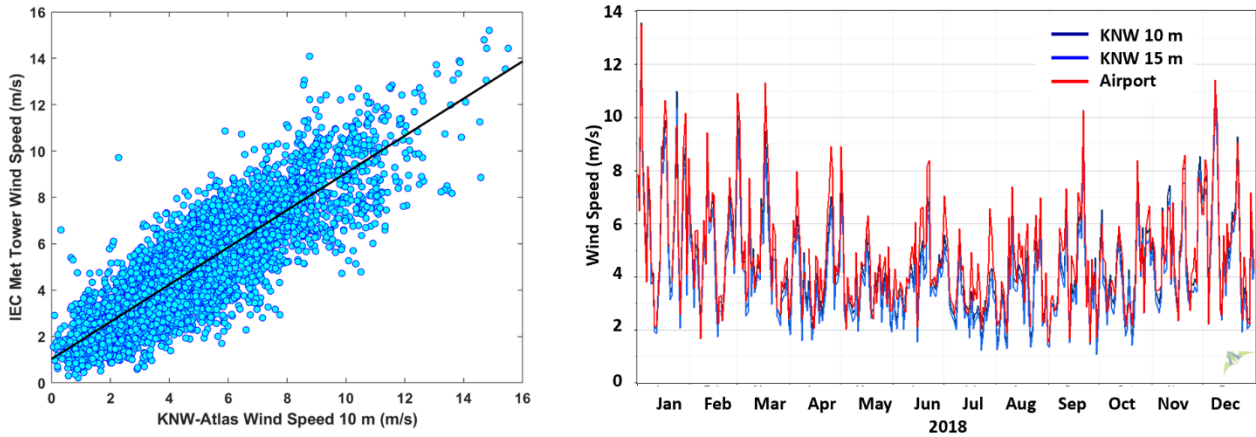 16
14
12
10
8
6
4
2
0
IEC Met Tower Wind Speed (m/s)
0 2 4 6 8 10 12 14 16
KNW-Atlas Wind Speed 10 m (m/s)
14
12
10
8
6
4
2
0
Wind Speed (m/s)
KNW 10 m
KNW 15 m
Airport
Jan Feb Mar Apr May Jun Jul Aug Sep Oct Nov Dec
2018